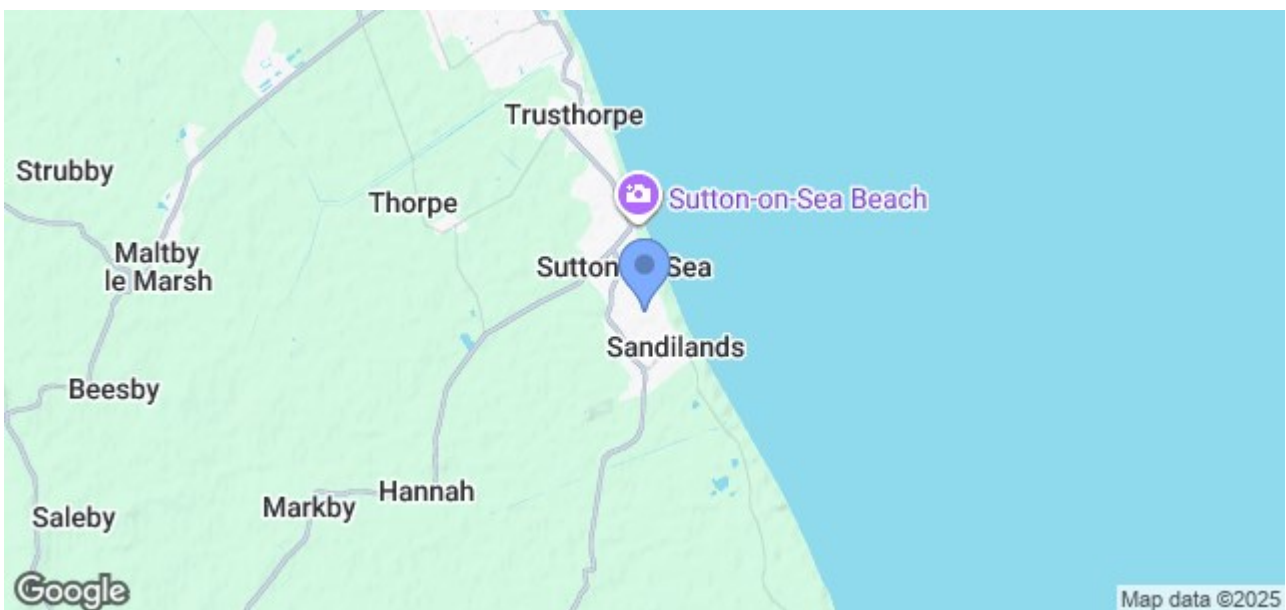 Trusthorpe
Strubby
Thorpe
Sutton-on-Sea Beach
Maltby
le Marsh
Sutton Sea
Sandilands
Beesby
Hannah
Markby
Saleby
Google
Map data ©2025